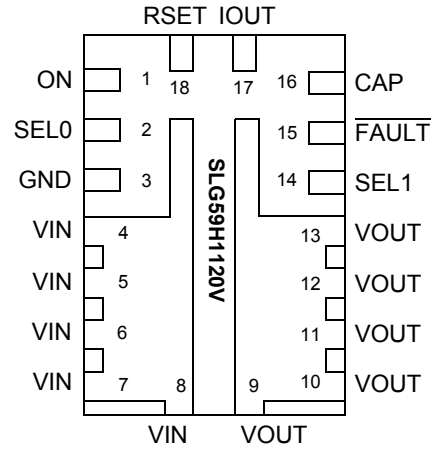 RSET IOUT
ON 1 18 17 16 CAP
SEL0 2 15 FAULT
GND 3 14 SEL1
SLG59H1120V
VIN 4 13 VOUT
VIN 5 12 VOUT
VIN 6 11 VOUT
VIN 7 8 9 10 VOUT
VIN VOUT